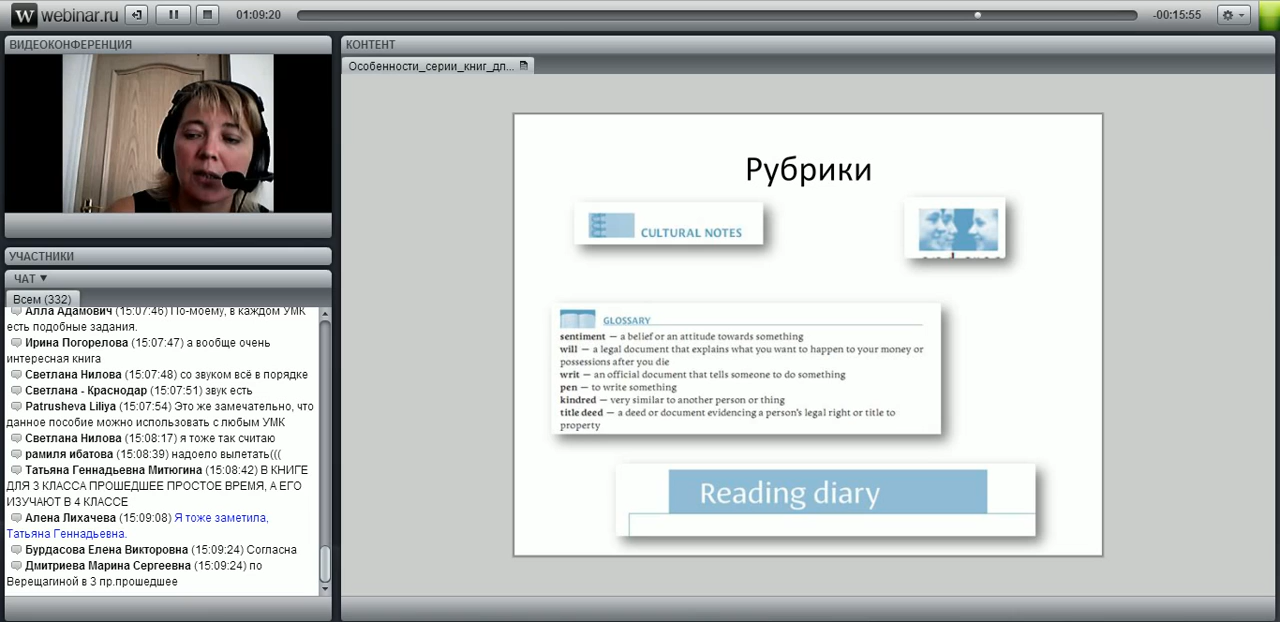 webinar.ru
01:09:20
-00:15:55
ВИДЕОКОНФЕРЕНЦИЯ
УЧАСТНИКИ
ЧАТ ▼
Всем (332)
Алла Адамович (15:07:46) По-моему, в каждом УМК
есть подобные задания.
Ирина Погорелова (15:07:47) а вообще очень
интересная книга
Светлана Нилова (15:07:48) со звуком всё в порядке
Светлана - Краснодар (15:07:51) звук есть
Patrusheva Liliya (15:07:54) Это же замечательно, что
данное пособие можно использовать с любым УМК
Светлана Нилова (15:08:17) я тоже так считаю
рамиля ибатова (15:08:39) надоело вылетать(((
Татьяна Геннадьевна Митюгина (15:08:42) В КНИГЕ
ДЛЯ 3 КЛАССА ПРОШЕДШЕЕ ПРОСТОЕ ВРЕМЯ, А ЕГО
ИЗУЧАЮТ В 4 КЛАССЕ
Алена Лихачева (15:09:08) Я тоже заметила,
Татьяна Геннадьевна.
Бурдасова Елена Викторовна (15:09:24) Согласна
Дмитриева Марина Сергеевна (15:09:24) по
Верещагиной в 3 пр.прошедшее
КОНТЕНТ
Особенности_серии_книг_дл...
Рубрики
CULTURAL NOTES
GLOSSARY
sentiment — a belief or an attitude towards something
will — a legal document that explains what you want to happen to your money or
possessions after you die
writ — an official document that tells someone to do something
pen — to write something
kindred — very similar to another person or thing
title deed — a deed or document evidencing a person's legal right or title to
property
Reading diary